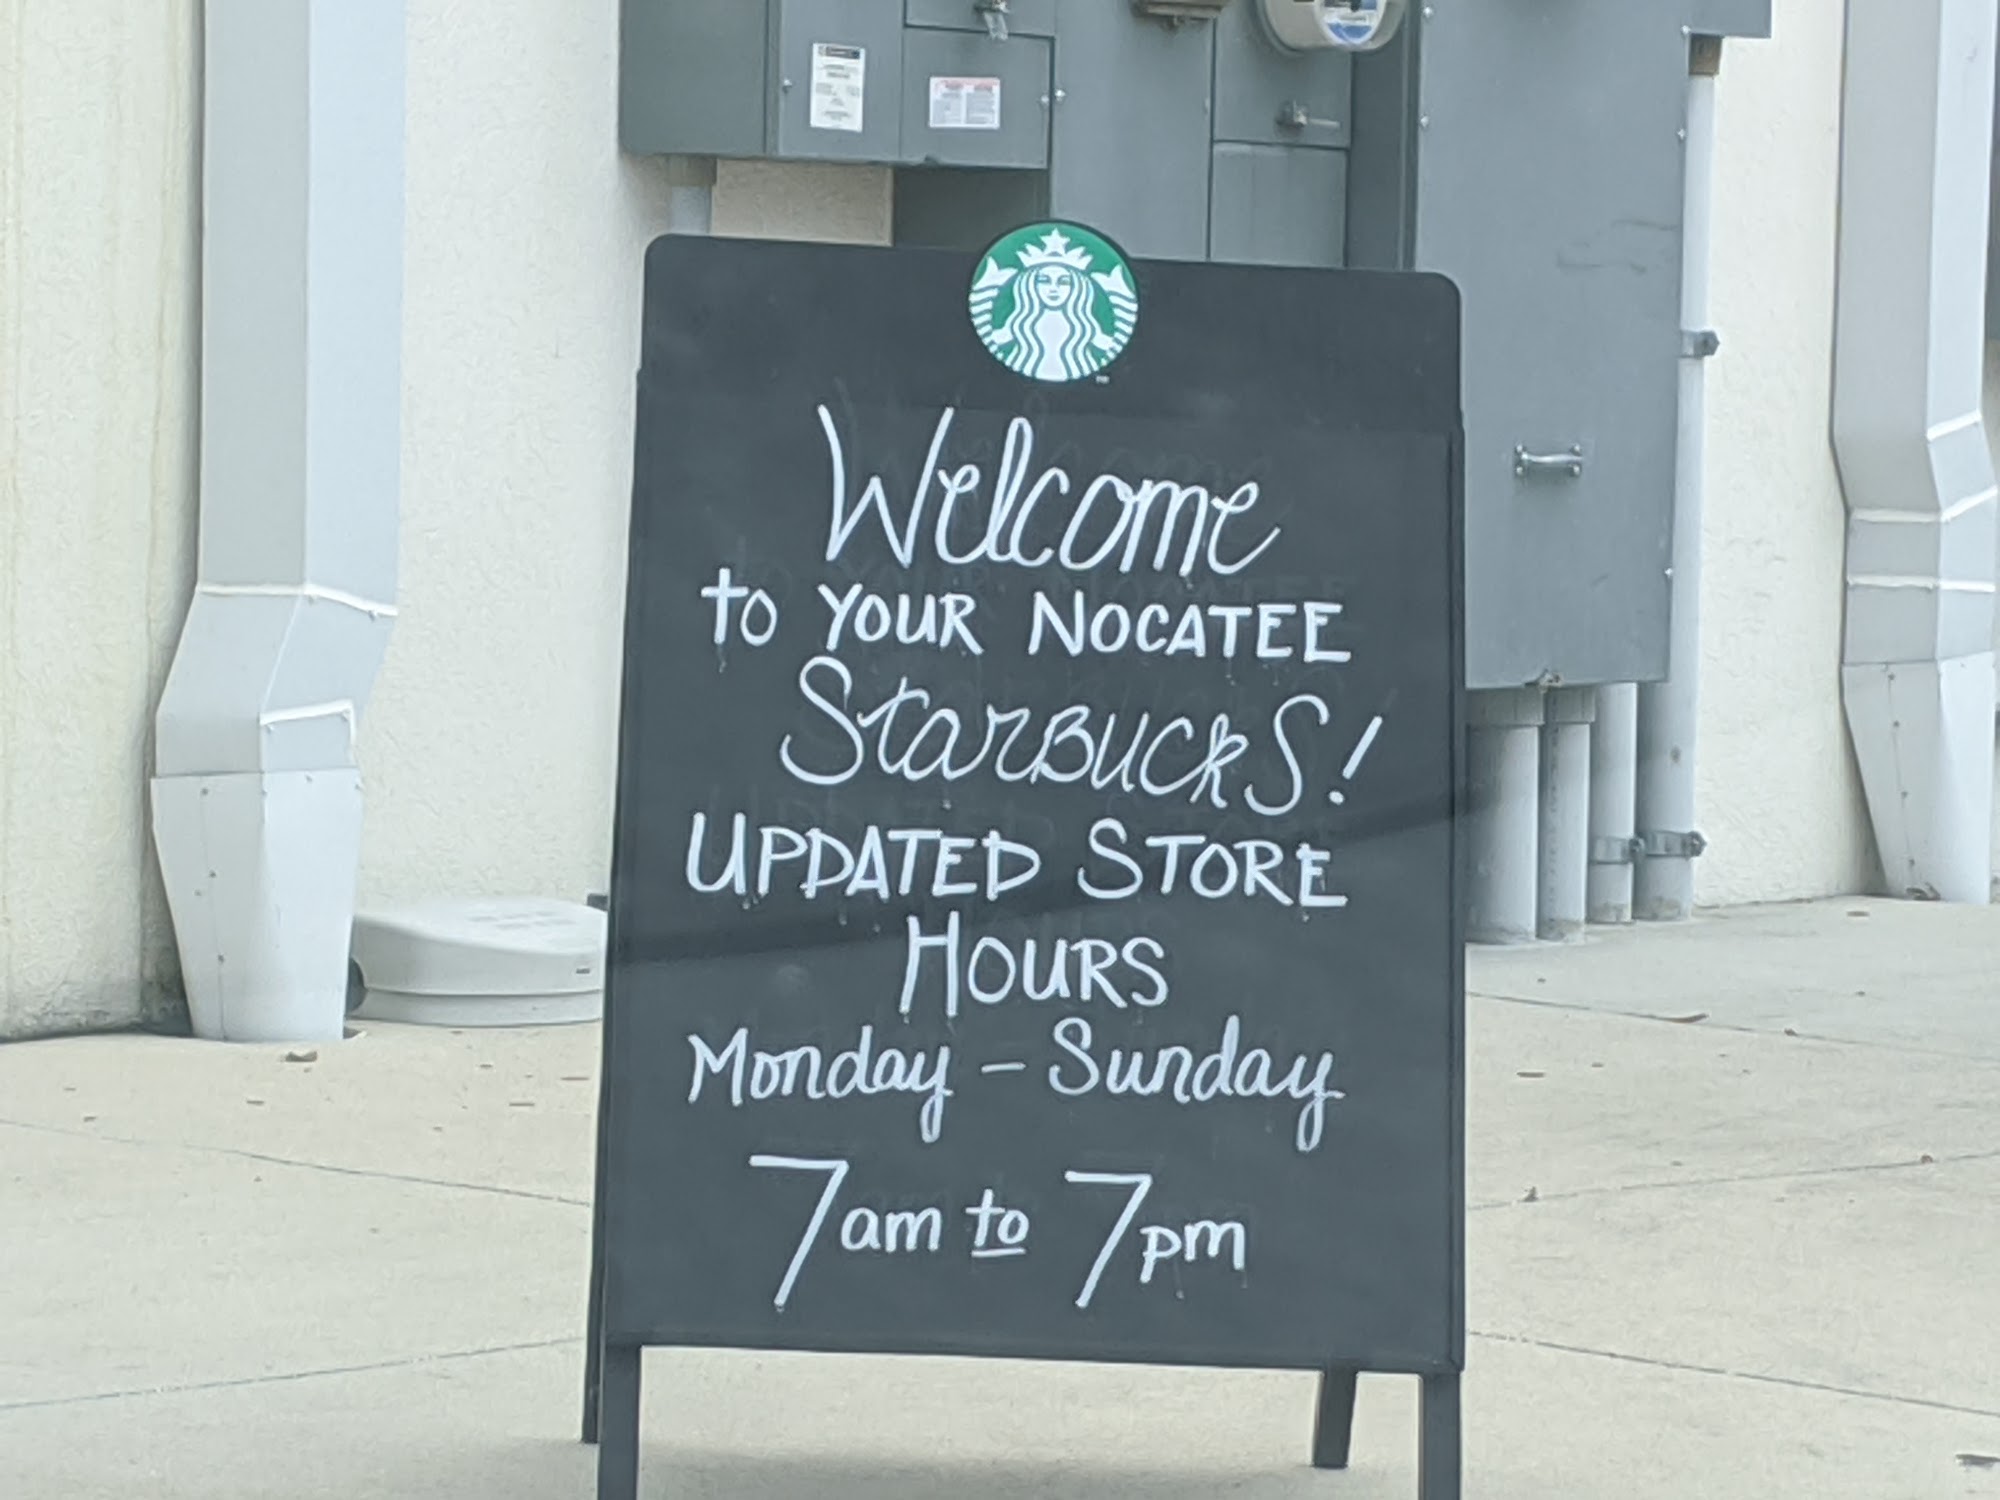 Welcome
to YOUR NOCATEE
STARBUCKS!
UPDATED STORE
HOURS
Monday - Sunday
7am to 7pm